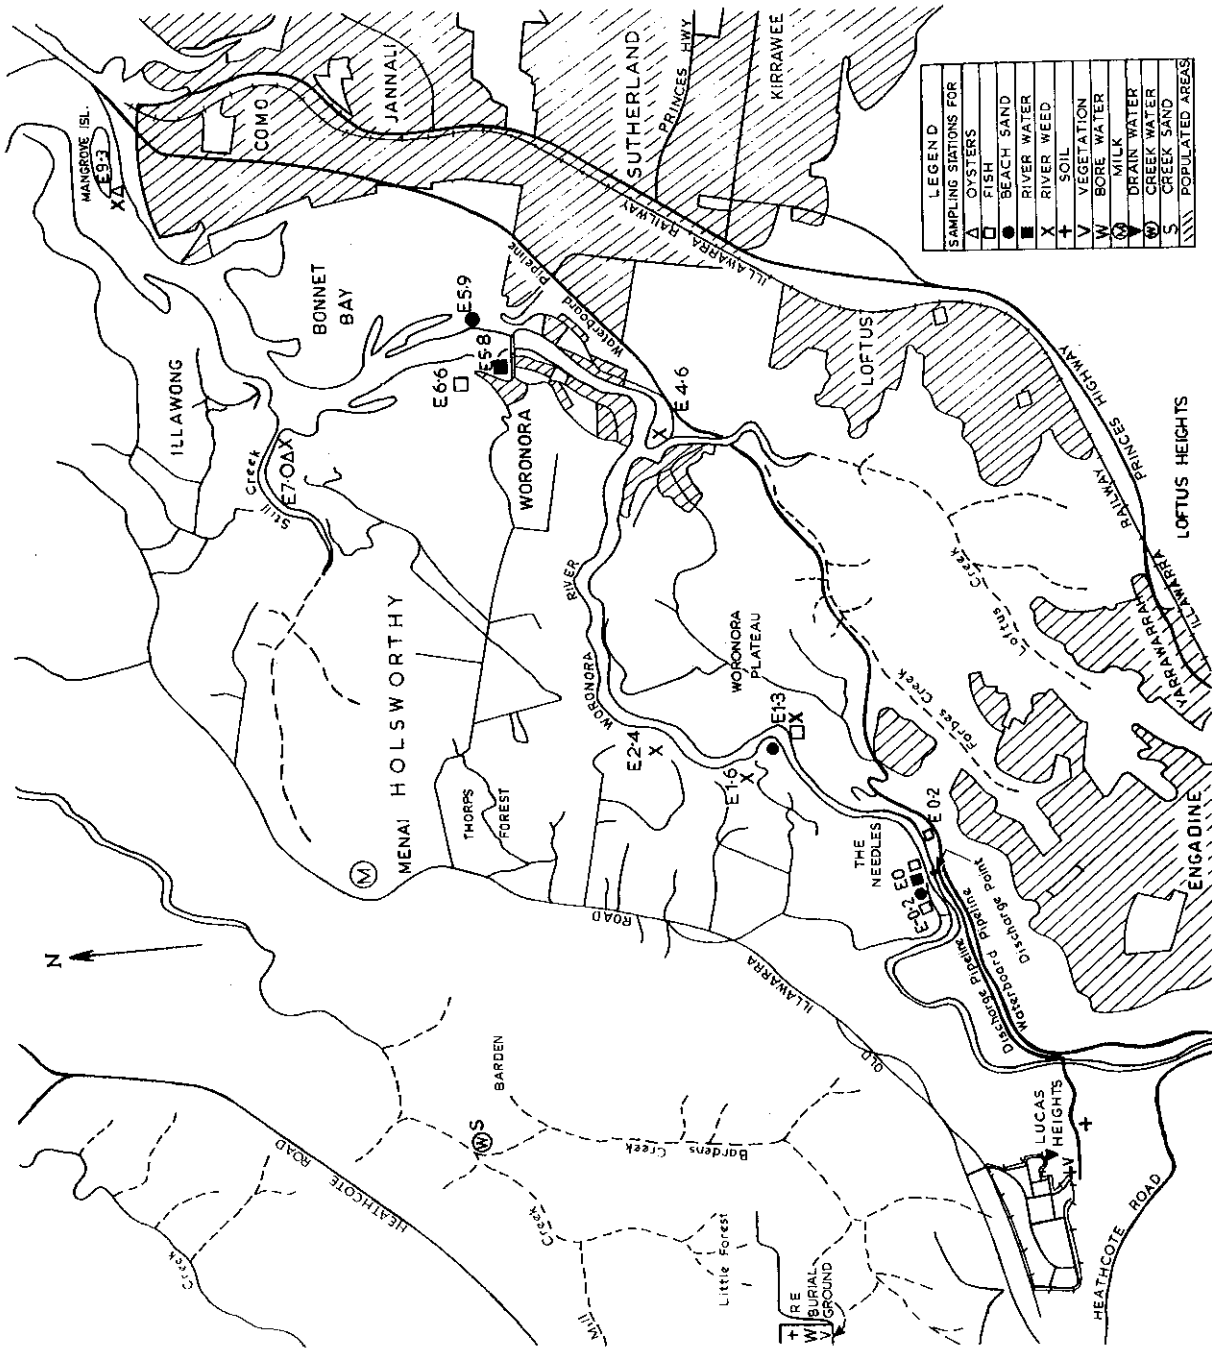 MANGROVE ISL.
E9·3
X△
COMO
JANNALI
SUTHERLAND
PRINCES HWY
KIRRAWEE
ILLAWARRA RAILWAY
Pipeline
Waterboard
BONNET
BAY
ILLAWONG
Still Creek
E7·0△X
E5·9
E5·8
E6·6
WORONORA
E4·6
X
LOFTUS
PRINCES HIGHWAY
ILLAWARRA RAILWAY
LOFTUS HEIGHTS
YARRAWARRAH
WORONORA RIVER
WORONORA
PLATEAU
Loftus Creek
Forbes Creek
E2·4
X
E1·3
X
E1·6
X
HOLSWORTHY
MENAI
M
THORPS
FOREST
THE
NEEDLES
E0·2
E0
E-0·2
Discharge Point
Discharge Pipeline
Waterboard Pipeline
ENGADINE
OLD ILLAWARRA ROAD
N
BARDEN
W S
Bardens Creek
Mill Creek
Creek
HEATHCOTE ROAD
Little Forest
+ RE
W BURIAL
V GROUND
LUCAS
HEIGHTS
+
+V
HEATHCOTE ROAD
LEGEND
SAMPLING STATIONS FOR
△ OYSTERS
□ FISH
● BEACH SAND
■ RIVER WATER
X RIVER WEED
+ SOIL
V VEGETATION
W BORE WATER
Ⓜ MILK
▼ DRAIN WATER
Ⓦ CREEK WATER
S CREEK SAND
\\\\ POPULATED AREAS